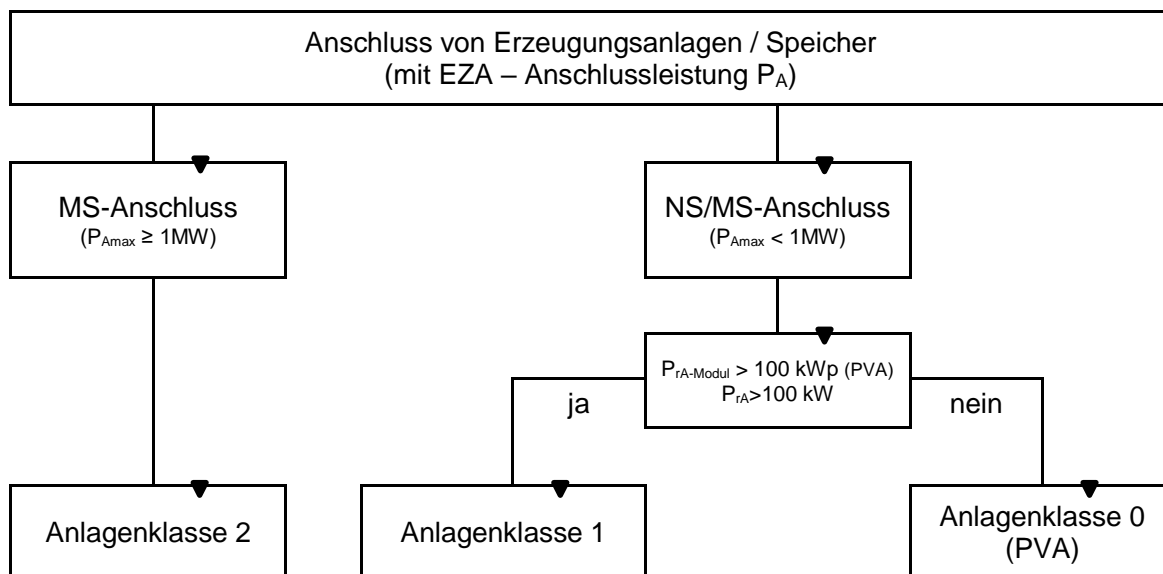 Anschluss von Erzeugungsanlagen / Speicher
(mit EZA – Anschlussleistung PA)
MS-Anschluss
(PAmax ≥ 1MW)
NS/MS-Anschluss
(PAmax < 1MW)
PrA-Modul > 100 kWp (PVA)
PrA>100 kW
ja
nein
Anlagenklasse 2
Anlagenklasse 1
Anlagenklasse 0
(PVA)